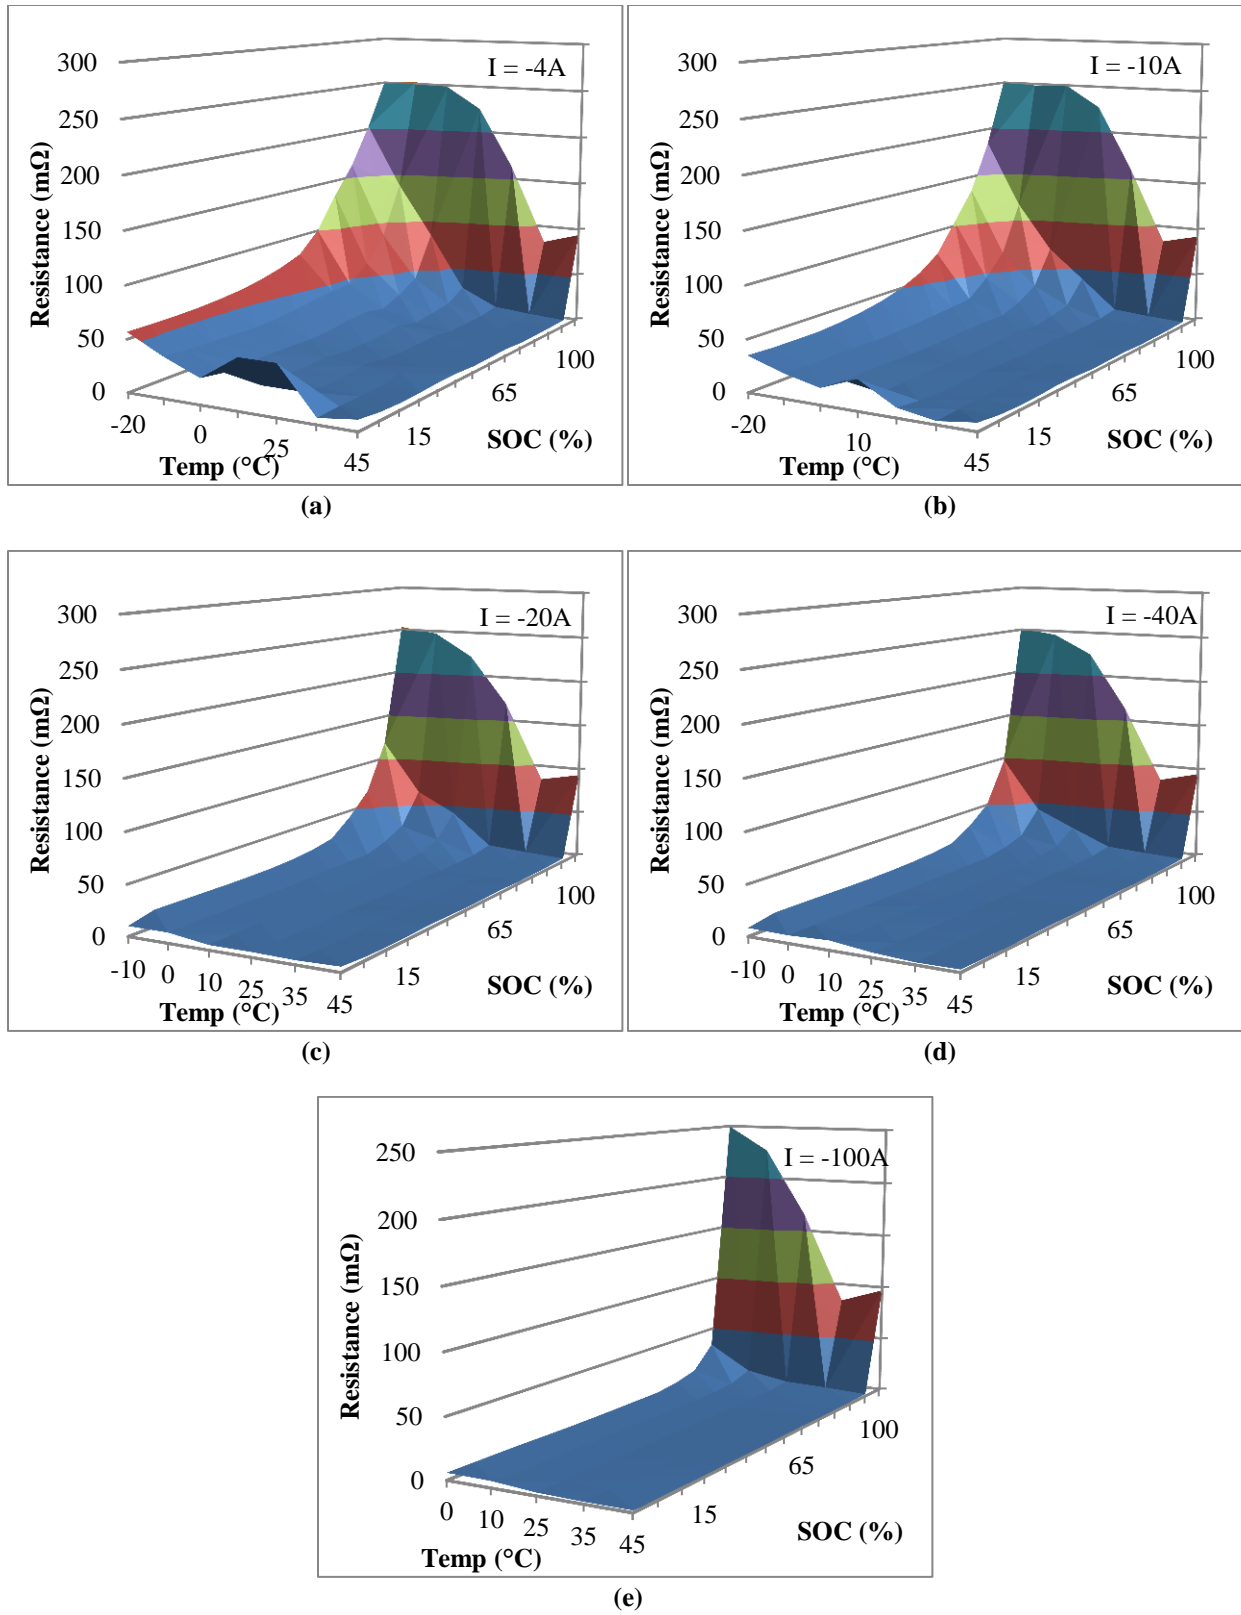 300
250
200
150
100
50
0
Resistance (mΩ)
I = -4A
-20
0
25
45
Temp (°C)
15
65
100
SOC (%)
(a)
300
250
200
150
100
50
0
Resistance (mΩ)
I = -10A
-20
10
45
Temp (°C)
15
65
100
SOC (%)
(b)
300
250
200
150
100
50
0
Resistance (mΩ)
I = -20A
-10
0
10
25
35
45
Temp (°C)
15
65
100
SOC (%)
(c)
300
250
200
150
100
50
0
Resistance (mΩ)
I = -40A
-10
0
10
25
35
45
Temp (°C)
15
65
100
SOC (%)
(d)
250
200
150
100
50
0
Resistance (mΩ)
I = -100A
0
10
25
35
45
Temp (°C)
15
65
100
SOC (%)
(e)